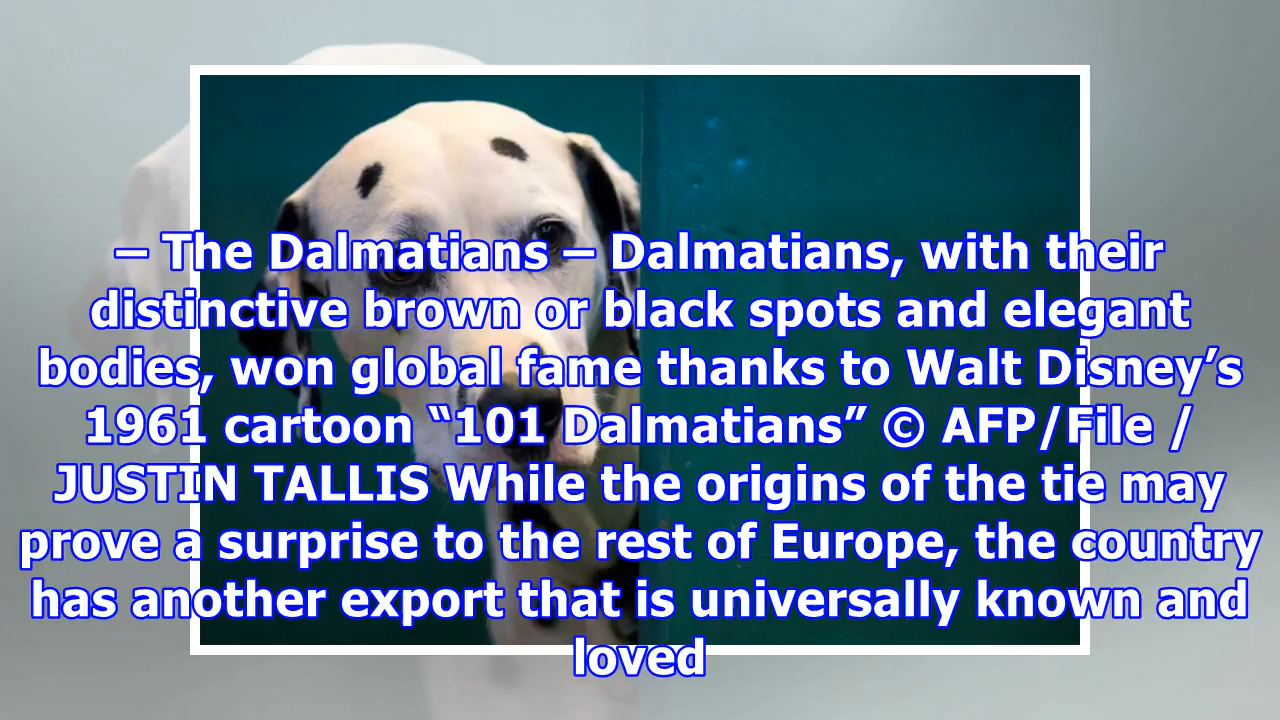 – The Dalmatians – Dalmatians, with their
distinctive brown or black spots and elegant
bodies, won global fame thanks to Walt Disney’s
1961 cartoon “101 Dalmatians” © AFP/File /
JUSTIN TALLIS While the origins of the tie may
prove a surprise to the rest of Europe, the country
has another export that is universally known and
loved